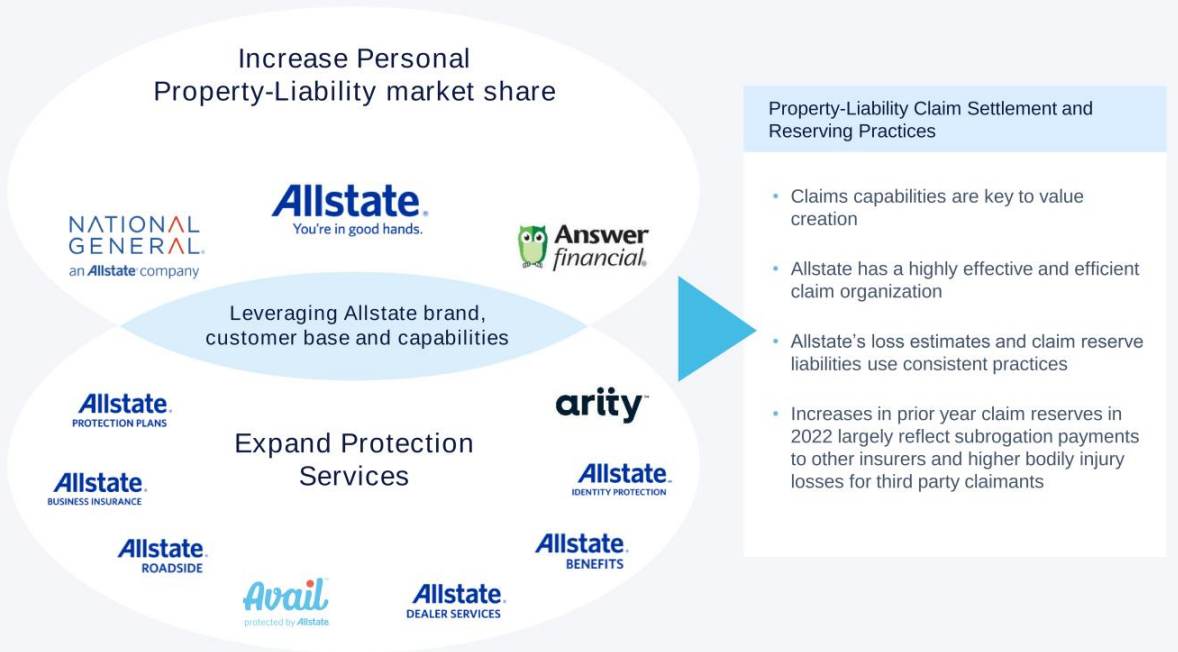 Increase Personal
Property-Liability market share
NATIONAL
GENERAL®
an Allstate® company
Allstate®
You're in good hands.
Answer
financial®
Leveraging Allstate brand,
customer base and capabilities
Allstate®
PROTECTION PLANS
arity™
Expand Protection
Services
Allstate®
BUSINESS INSURANCE
Allstate®
IDENTITY PROTECTION
Allstate®
ROADSIDE
Allstate®
BENEFITS
Avail™
protected by Allstate
Allstate®
DEALER SERVICES
Property-Liability Claim Settlement and
Reserving Practices
• Claims capabilities are key to value
creation
• Allstate has a highly effective and efficient
claim organization
• Allstate’s loss estimates and claim reserve
liabilities use consistent practices
• Increases in prior year claim reserves in
2022 largely reflect subrogation payments
to other insurers and higher bodily injury
losses for third party claimants